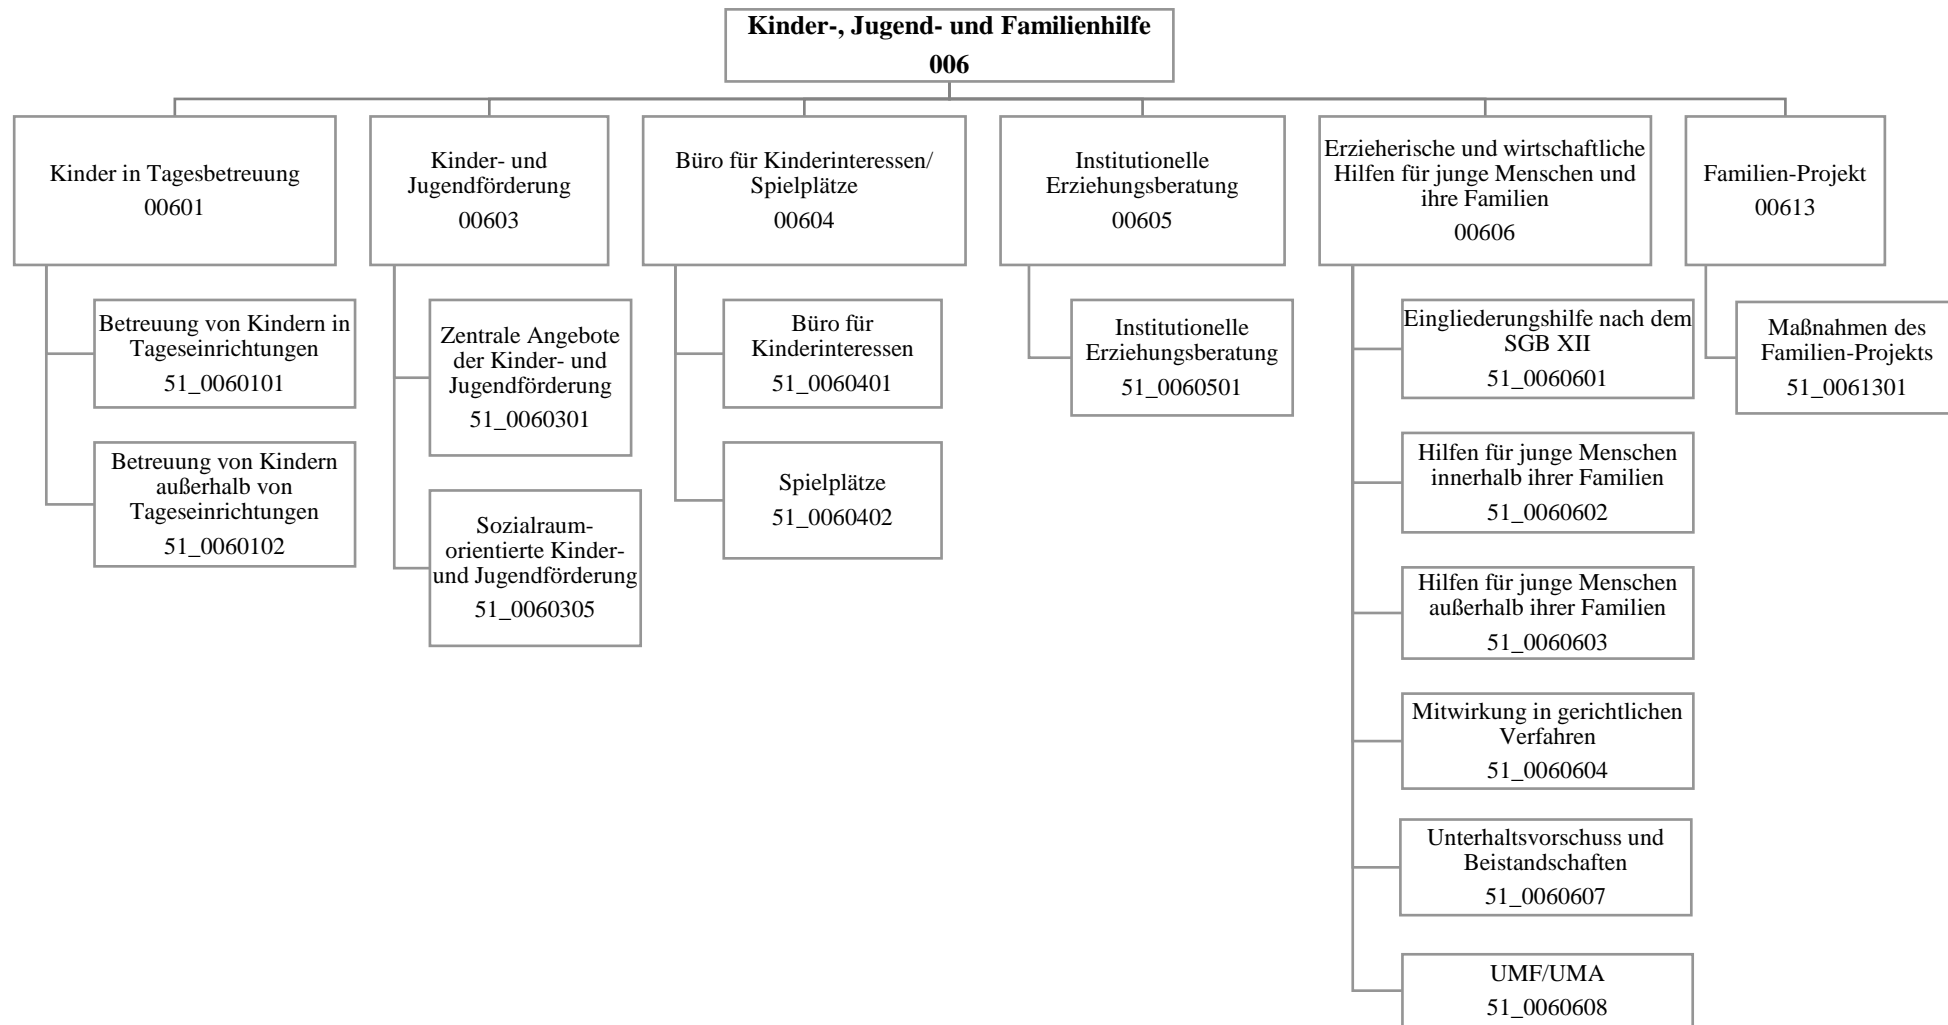 Kinder-, Jugend- und Familienhilfe
006
Kinder in Tagesbetreuung
00601
Betreuung von Kindern in
Tageseinrichtungen
51_0060101
Betreuung von Kindern
außerhalb von
Tageseinrichtungen
51_0060102
Kinder- und
Jugendförderung
00603
Zentrale Angebote
der Kinder- und
Jugendförderung
51_0060301
Sozialraum-
orientierte Kinder-
und Jugendförderung
51_0060305
Büro für Kinderinteressen/
Spielplätze
00604
Büro für
Kinderinteressen
51_0060401
Spielplätze
51_0060402
Institutionelle
Erziehungsberatung
00605
Institutionelle
Erziehungsberatung
51_0060501
Erzieherische und wirtschaftliche
Hilfen für junge Menschen und
ihre Familien
00606
Eingliederungshilfe nach dem
SGB XII
51_0060601
Hilfen für junge Menschen
innerhalb ihrer Familien
51_0060602
Hilfen für junge Menschen
außerhalb ihrer Familien
51_0060603
Mitwirkung in gerichtlichen
Verfahren
51_0060604
Unterhaltsvorschuss und
Beistandschaften
51_0060607
UMF/UMA
51_0060608
Familien-Projekt
00613
Maßnahmen des
Familien-Projekts
51_0061301